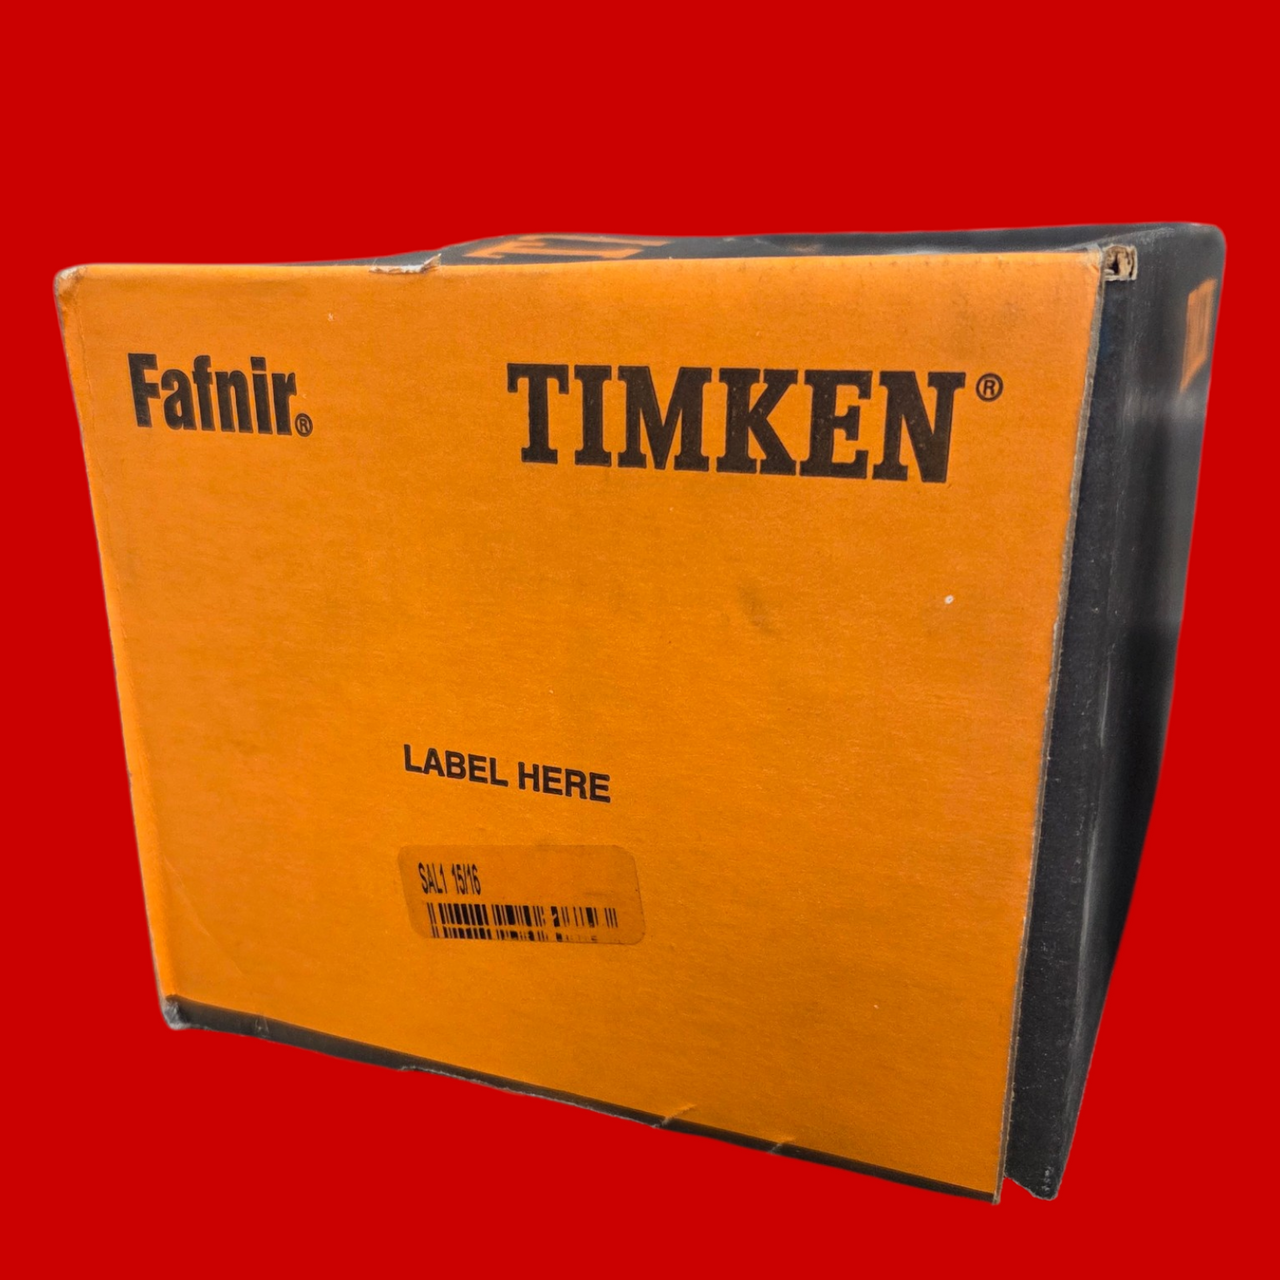 Fafnir®
TIMKEN®
LABEL HERE
SAL1 15/16